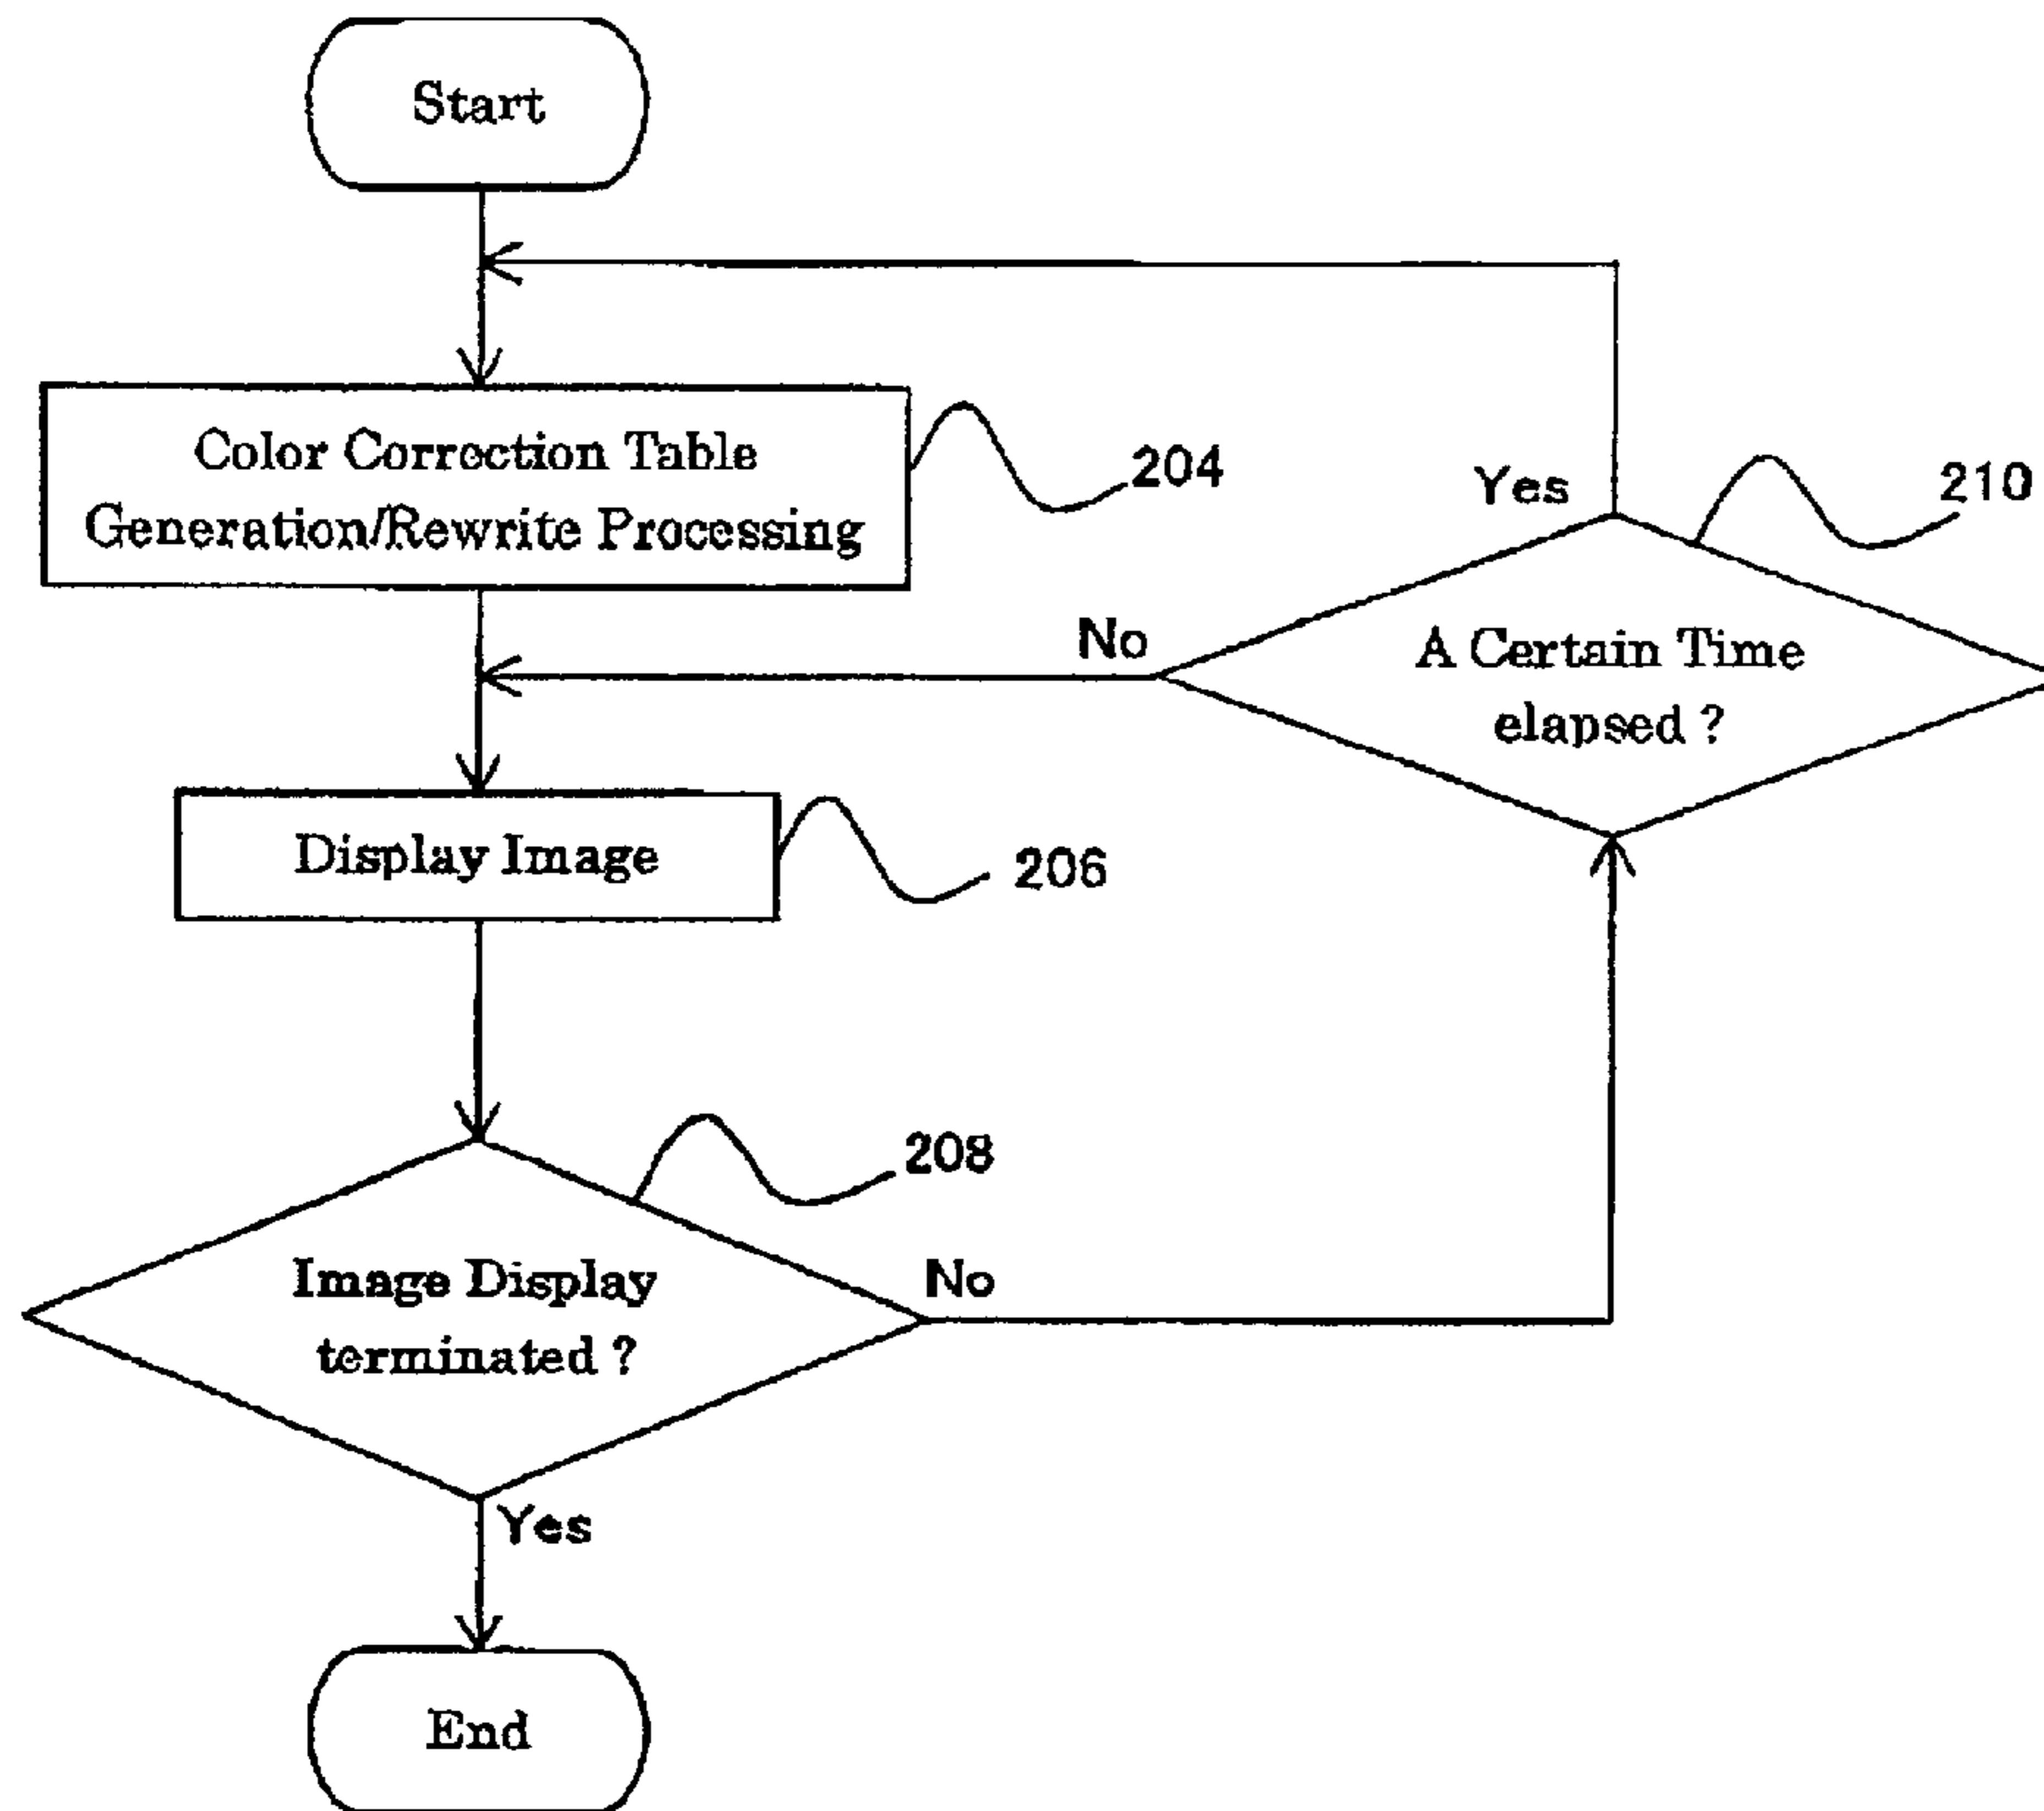 Start
Color Correction Table
Generation/Rewrite Processing
204
Yes
210
No
A Certain Time
elapsed ?
Display Image
206
208
Image Display
terminated ?
No
Yes
End